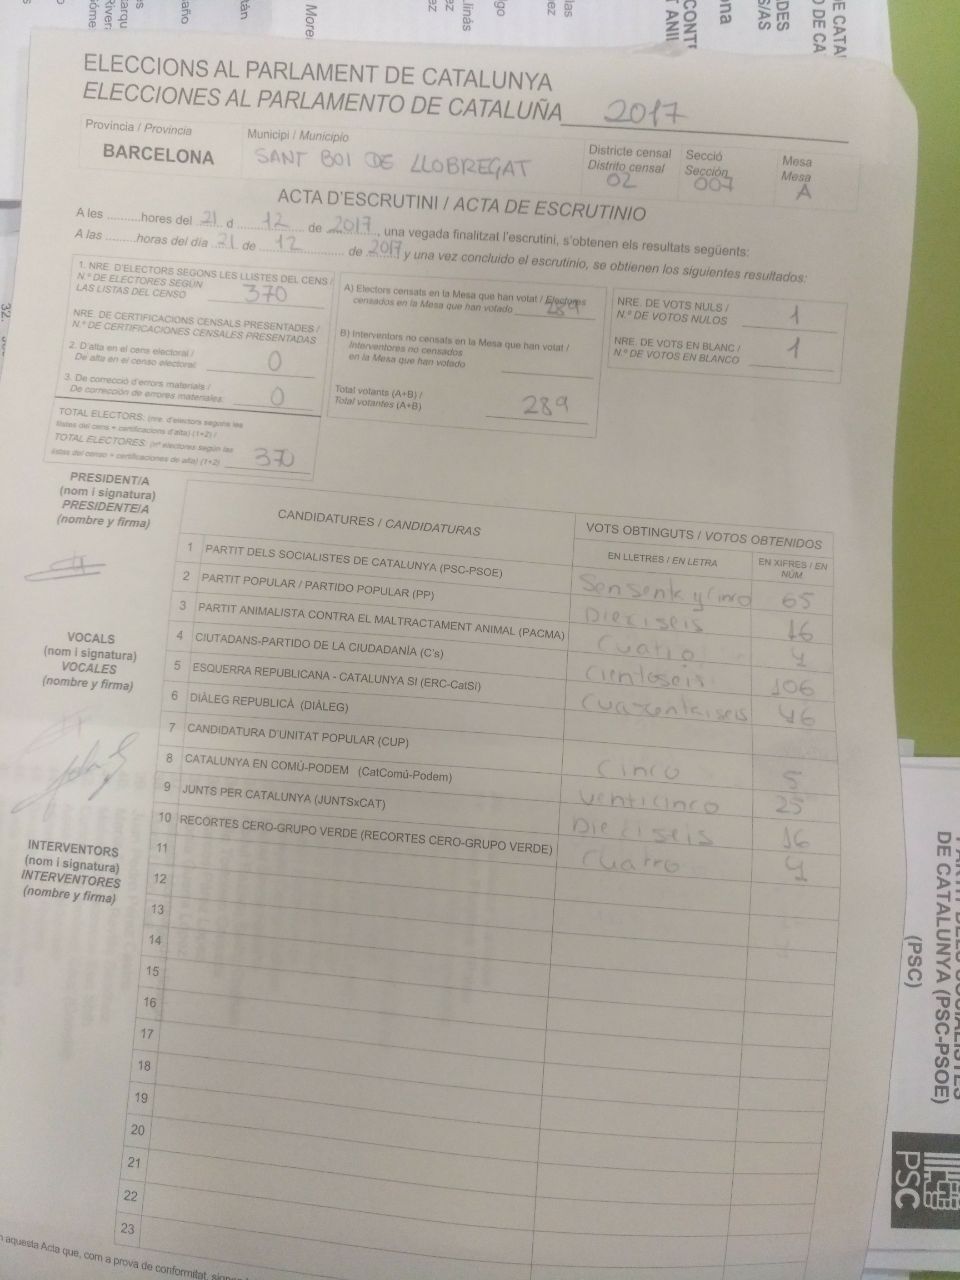 ELECCIONS AL PARLAMENT DE CATALUNYA
ELECCIONES AL PARLAMENTO DE CATALUÑA 2017
Província / Provincia
BARCELONA
Municipi / Municipio
SANT BOI DE LLOBREGAT
Districte censal
Distrito censal
02
Secció
Sección
007
Mesa
Mesa
A
ACTA D'ESCRUTINI / ACTA DE ESCRUTINIO
A les ..........hores del 21 d 12 de 2017, una vegada finalitzat l'escrutini, s'obtenen els resultats següents:
A las .........horas del día 21 de 12 de 2017 y una vez concluido el escrutinio, se obtienen los siguientes resultados:
1. NRE. D'ELECTORS SEGONS LES LLISTES DEL CENS /
N.º DE ELECTORES SEGÚN
LAS LISTAS DEL CENSO 370
NRE. DE CERTIFICACIONS CENSALS PRESENTADES /
N.º DE CERTIFICACIONES CENSALES PRESENTADAS
2. D'alta en el cens electoral /
De alta en el censo electoral: 0
3. De correcció d'errors materials /
De corrección de errores materiales: 0
TOTAL ELECTORS: (nre. d'electors segons les
llistes del cens + certificacions d'alta) (1+2) /
TOTAL ELECTORES: (nº electores según las
listas del censo + certificaciones de alta) (1+2) 370
A) Electors censats en la Mesa que han votat / Electores
censados en la Mesa que han votado 289
B) Interventors no censats en la Mesa que han votat /
Interventores no censados
en la Mesa que han votado
Total votants (A+B) /
Total votantes (A+B) 289
NRE. DE VOTS NULS /
N.º DE VOTOS NULOS 1
NRE. DE VOTS EN BLANC /
N.º DE VOTOS EN BLANCO 1
PRESIDENT/A
(nom i signatura)
PRESIDENTE/A
(nombre y firma)
VOCALS
(nom i signatura)
VOCALES
(nombre y firma)
INTERVENTORS
(nom i signatura)
INTERVENTORES
(nombre y firma)
CANDIDATURES / CANDIDATURAS
VOTS OBTINGUTS / VOTOS OBTENIDOS
EN LLETRES / EN LETRA
EN XIFRES / EN
NÚM
1 PARTIT DELS SOCIALISTES DE CATALUNYA (PSC-PSOE) 65
2 PARTIT POPULAR / PARTIDO POPULAR (PP) Dieciseis 16
3 PARTIT ANIMALISTA CONTRA EL MALTRACTAMENT ANIMAL (PACMA) cuatro 4
4 CIUTADANS-PARTIDO DE LA CIUDADANÍA (C's) cientoseis 106
5 ESQUERRA REPUBLICANA - CATALUNYA SI (ERC-CatSí) cuarentaiseis 46
6 DIÀLEG REPUBLICÀ (DIÀLEG)
7 CANDIDATURA D'UNITAT POPULAR (CUP) cinco 5
8 CATALUNYA EN COMÚ-PODEM (CatComú-Podem) venticinco 25
9 JUNTS PER CATALUNYA (JUNTSxCAT) Dieciseis 16
10 RECORTES CERO-GRUPO VERDE (RECORTES CERO-GRUPO VERDE) cuatro 4
11
12
13
14
15
16
17
18
19
20
21
22
23
aquesta Acta que, com a prova de conformitat,
DE CATALUNYA (PSC-PSOE)
(PSC)
PSC